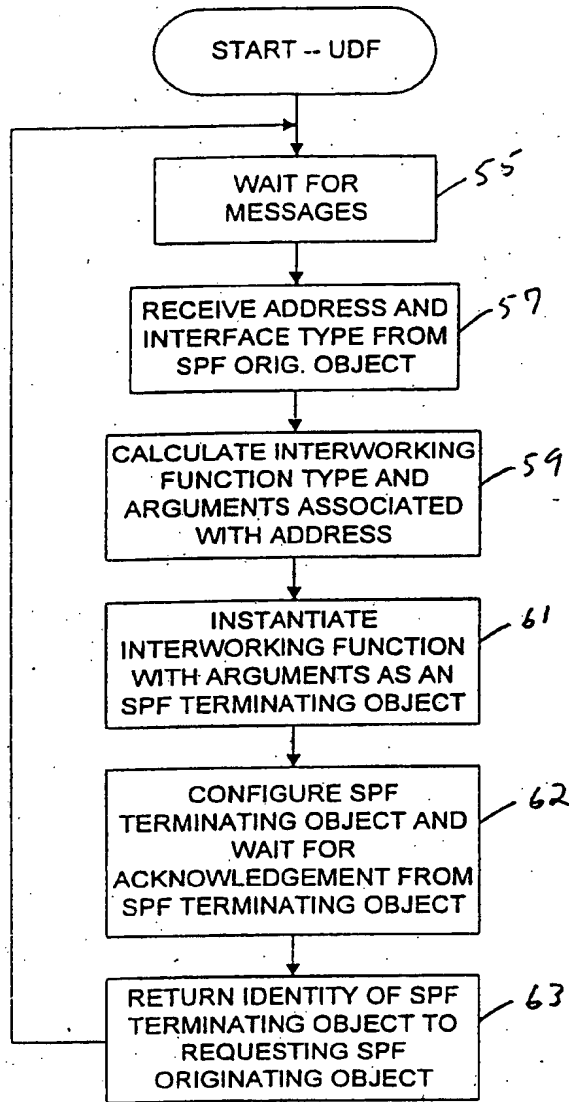 START -- UDF
WAIT FOR
MESSAGES
55
RECEIVE ADDRESS AND
INTERFACE TYPE FROM
SPF ORIG. OBJECT
57
CALCULATE INTERWORKING
FUNCTION TYPE AND
ARGUMENTS ASSOCIATED
WITH ADDRESS
59
INSTANTIATE
INTERWORKING FUNCTION
WITH ARGUMENTS AS AN
SPF TERMINATING OBJECT
61
CONFIGURE SPF
TERMINATING OBJECT AND
WAIT FOR
ACKNOWLEDGEMENT FROM
SPF TERMINATING OBJECT
62
RETURN IDENTITY OF SPF
TERMINATING OBJECT TO
REQUESTING SPF
ORIGINATING OBJECT
63